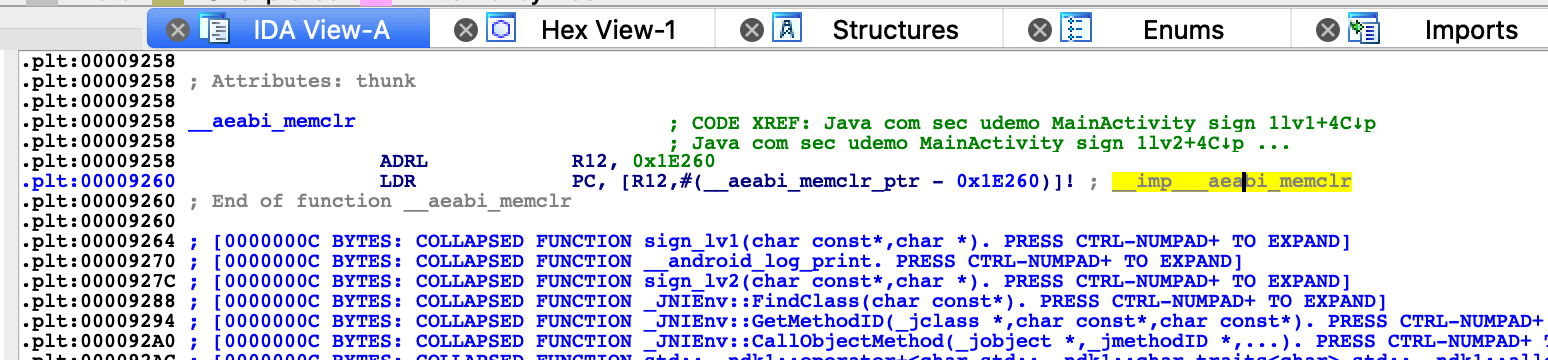 IDA View-A Hex View-1 Structures Enums Imports
.plt:00009258
.plt:00009258 ; Attributes: thunk
.plt:00009258
.plt:00009258 __aeabi_memclr ; CODE XREF: Java com sec udemo MainActivity sign 1lv1+4C↓p
.plt:00009258 ; Java com sec udemo MainActivity sign 1lv2+4C↓p ...
.plt:00009258 ADRL R12, 0x1E260
.plt:00009260 LDR PC, [R12,#(__aeabi_memclr_ptr - 0x1E260)]! ; __imp___aeabi_memclr
.plt:00009260 ; End of function __aeabi_memclr
.plt:00009260
.plt:00009264 ; [0000000C BYTES: COLLAPSED FUNCTION sign_lv1(char const*,char *). PRESS CTRL-NUMPAD+ TO EXPAND]
.plt:00009270 ; [0000000C BYTES: COLLAPSED FUNCTION __android_log_print. PRESS CTRL-NUMPAD+ TO EXPAND]
.plt:0000927C ; [0000000C BYTES: COLLAPSED FUNCTION sign_lv2(char const*,char *). PRESS CTRL-NUMPAD+ TO EXPAND]
.plt:00009288 ; [0000000C BYTES: COLLAPSED FUNCTION _JNIEnv::FindClass(char const*). PRESS CTRL-NUMPAD+ TO EXPAND]
.plt:00009294 ; [0000000C BYTES: COLLAPSED FUNCTION _JNIEnv::GetMethodID(_jclass *,char const*,char const*). PRESS CTRL-NUMPAD+
.plt:000092A0 ; [0000000C BYTES: COLLAPSED FUNCTION _JNIEnv::CallObjectMethod(_jobject *,_jmethodID *,...). PRESS CTRL-NUMPAD+